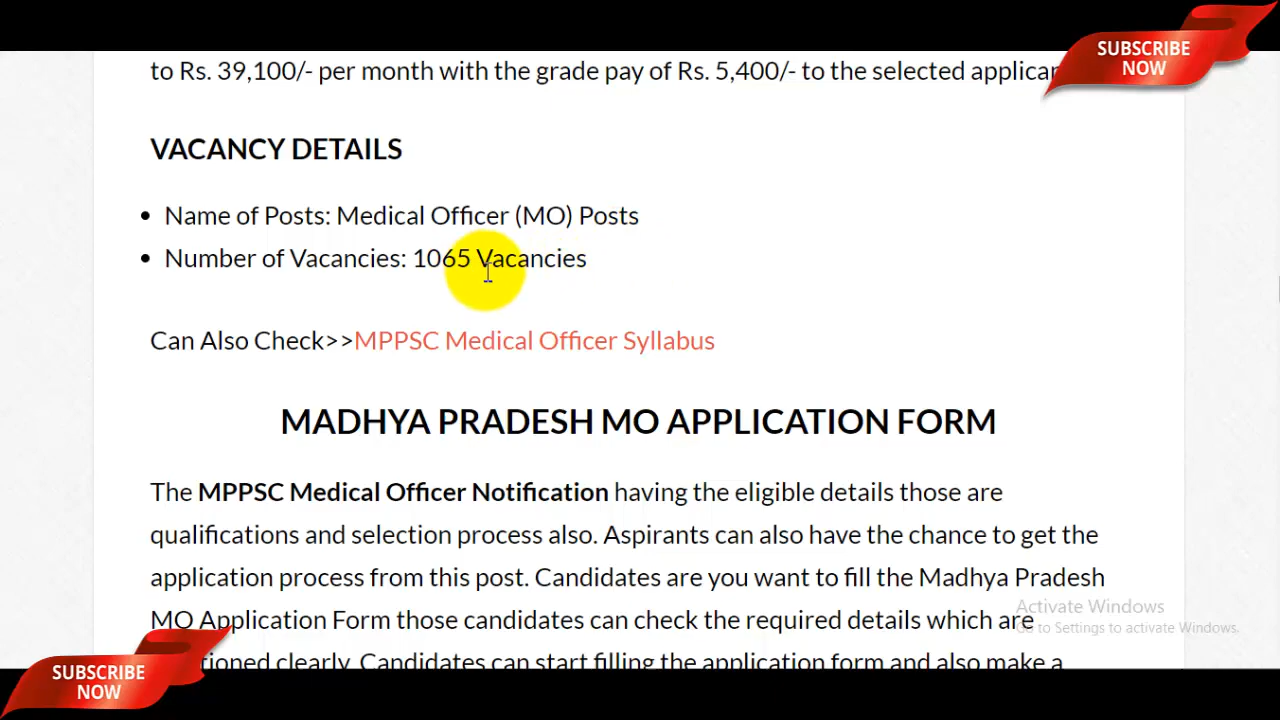 to Rs. 39,100/- per month with the grade pay of Rs. 5,400/- to the selected
SUBSCRIBE
NOW
VACANCY DETAILS
• Name of Posts: Medical Officer (MO) Posts
• Number of Vacancies: 1065 Vacancies
Can Also Check>>MPPSC Medical Officer Syllabus
MADHYA PRADESH MO APPLICATION FORM
The MPPSC Medical Officer Notification having the eligible details those are
qualifications and selection process also. Aspirants can also have the chance to get the
application process from this post. Candidates are you want to fill the Madhya Pradesh
MO Application Form those candidates can check the required details which are
clearly. Candidates can start filling the application form and also make a
Activate Windows
Go to Settings to activate Windows.
SUBSCRIBE
NOW